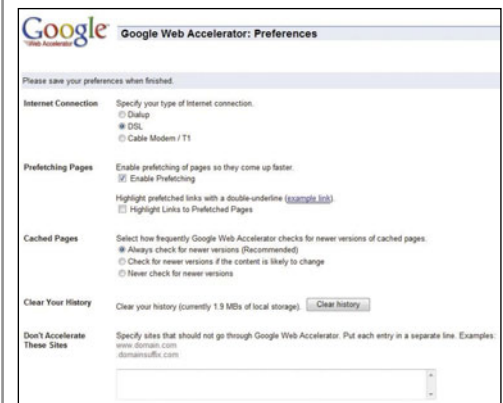 Google
Web Accelerator
Google Web Accelerator: Preferences
Please save your preferences when finished.
Internet Connection
Specify your type of Internet connection.
Dialup
DSL
Cable Modem / T1
Prefetching Pages
Enable prefetching of pages so they come up faster.
Enable Prefetching
Highlight prefetched links with a double-underline (example link).
Highlight Links to Prefetched Pages
Cached Pages
Select how frequently Google Web Accelerator checks for newer versions of cached pages.
Always check for newer versions (Recommended)
Check for newer versions if the content is likely to change
Never check for newer versions
Clear Your History
Clear your history (currently 1.9 MBs of local storage). Clear history
Don't Accelerate
These Sites
Specify sites that should not go through Google Web Accelerator. Put each entry in a separate line. Examples:
www.domain.com
.domainsuffix.com